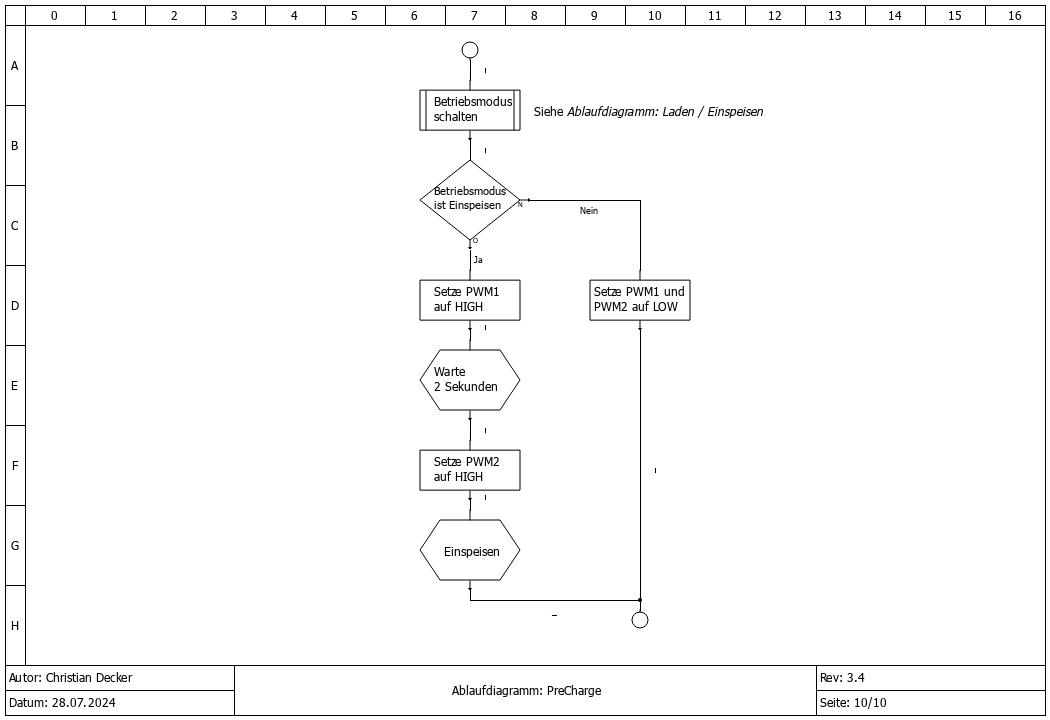 0 1 2 3 4 5 6 7 8 9 10 11 12 13 14 15 16
A
Betriebsmodus
schalten
Siehe Ablaufdiagramm: Laden / Einspeisen
B
Betriebsmodus
ist Einspeisen
N
Nein
C
O
Ja
D
Setze PWM1
auf HIGH
Setze PWM1 und
PWM2 auf LOW
E
Warte
2 Sekunden
F
Setze PWM2
auf HIGH
G
Einspeisen
H
Autor: Christian Decker
Datum: 28.07.2024
Ablaufdiagramm: PreCharge
Rev: 3.4
Seite: 10/10